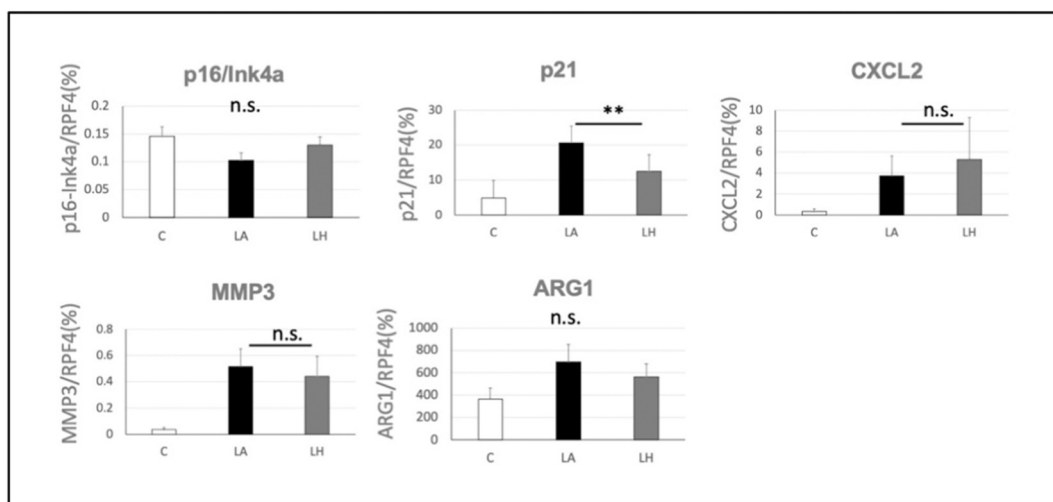 p16/Ink4a
n.s.
p16-Ink4a/RPF4(%)
0.2
0.15
0.1
0.05
0
C LA LH
p21
**
p21/RPF4(%)
30
20
10
0
C LA LH
CXCL2
n.s.
CXCL2/RPF4(%)
10
8
6
4
2
0
C LA LH
MMP3
n.s.
MMP3/RPF4(%)
0.8
0.6
0.4
0.2
0
C LA LH
ARG1
n.s.
ARG1/RPF4(%)
1000
800
600
400
200
0
C LA LH